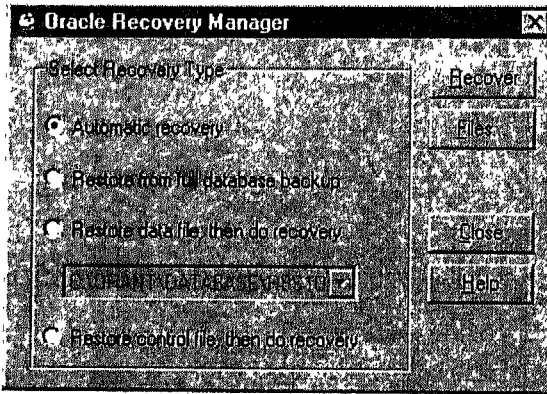 Oracle Recovery Manager
Select Recovery Type
Automatic recovery
Restore from full database backup
Restore data file, then do recovery
Restore control file, then do recovery
Recover
Files
Close
Help